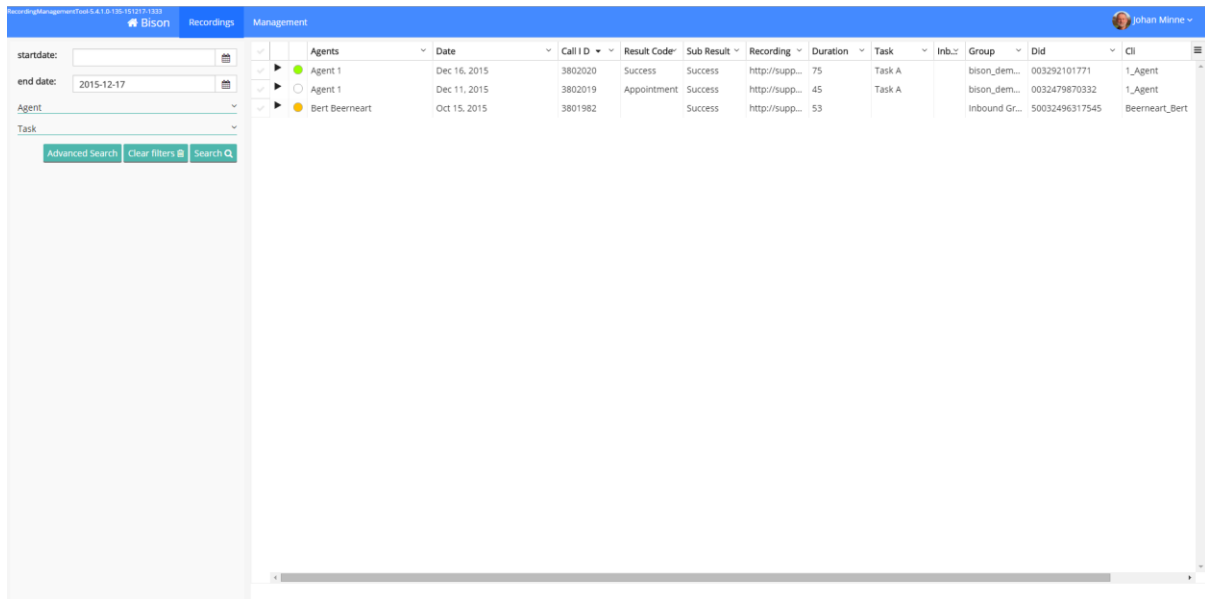 RecordingManagementTool-5.4.1.0-135-151217-1333
Bison Recordings Management Johan Minne
startdate:
end date: 2015-12-17
Agent
Task
Advanced Search Clear filters Search
Agents Date Call I D Result Code Sub Result Recording Duration Task Inb... Group Did Cli
Agent 1 Dec 16, 2015 3802020 Success Success http://supp... 75 Task A bison_dem... 003292101771 1_Agent
Agent 1 Dec 11, 2015 3802019 Appointment Success http://supp... 45 Task A bison_dem... 0032479870332 1_Agent
Bert Beerneart Oct 15, 2015 3801982 Success http://supp... 53 Inbound Gr... S0032496317545 Beerneart_Bert